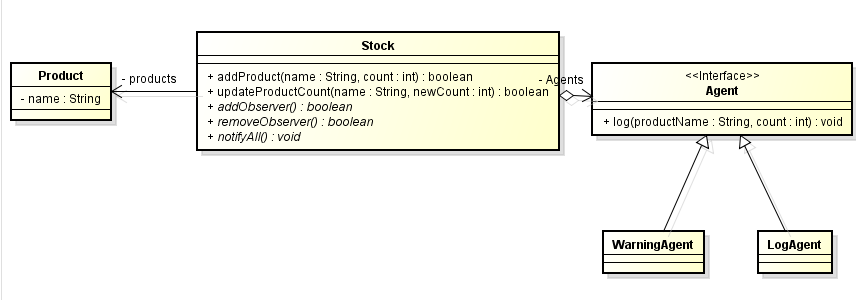 Product
- name : String
- products
Stock
+ addProduct(name : String, count : int) : boolean
+ updateProductCount(name : String, newCount : int) : boolean
+ addObserver() : boolean
+ removeObserver() : boolean
+ notifyAll() : void
- Agents
<<Interface>>
Agent
+ log(productName : String, count : int) : void
WarningAgent
LogAgent